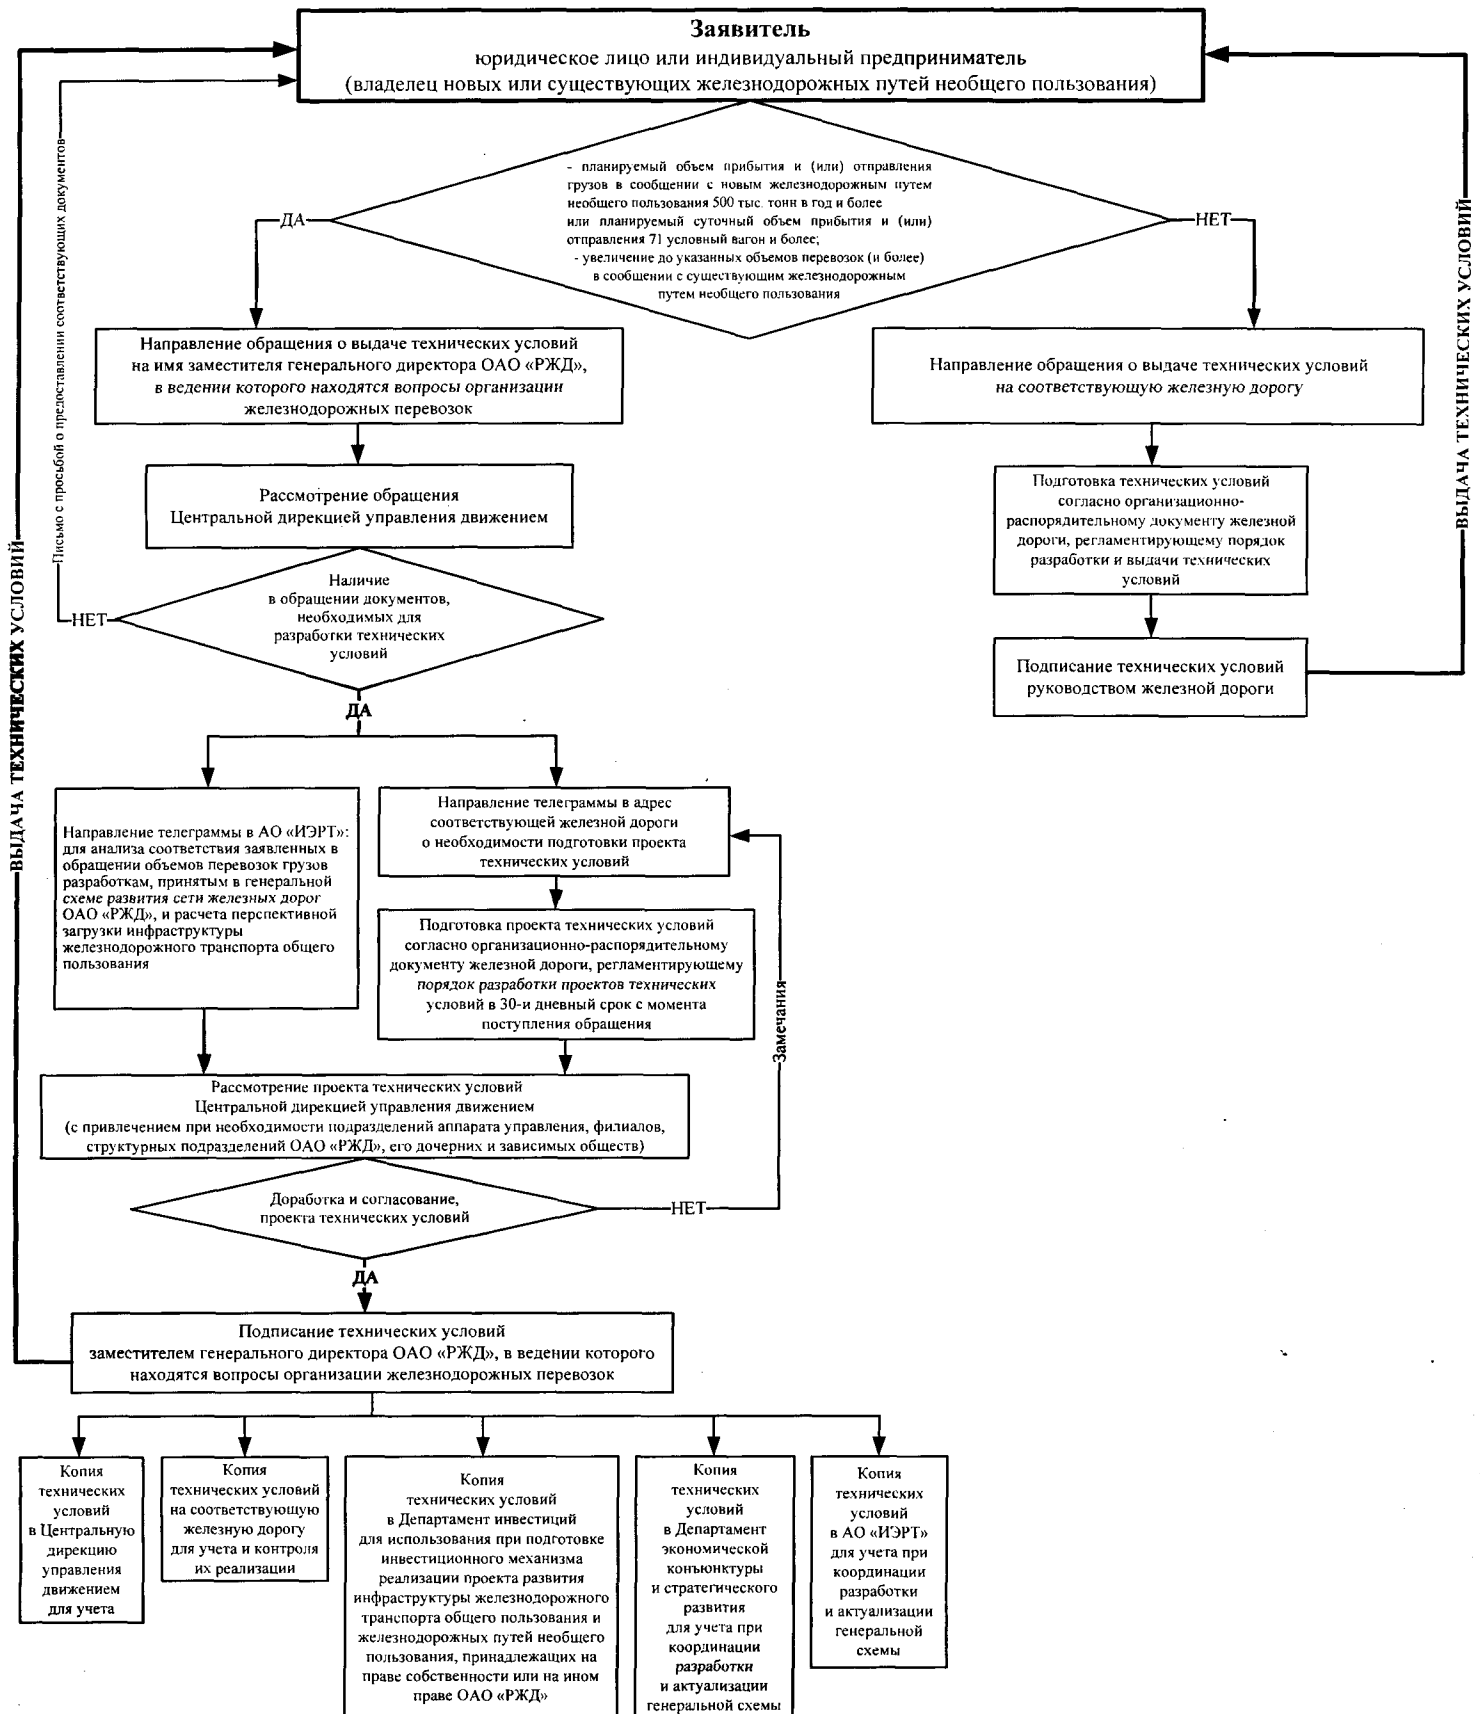 Заявитель
юридическое лицо или индивидуальный предприниматель
(владелец новых или существующих железнодорожных путей необщего пользования)
- планируемый объем прибытия и (или) отправления
грузов в сообщении с новым железнодорожным путем
необщего пользования 500 тыс. тонн в год и более
или планируемый суточный объем прибытия и (или)
отправления 71 условный вагон и более;
- увеличение до указанных объемов перевозок (и более)
в сообщении с существующим железнодорожным
путем необщего пользования
ДА
НЕТ
Письмо с просьбой о предоставлении соответствующих документов
ВЫДАЧА ТЕХНИЧЕСКИХ УСЛОВИЙ
ВЫДАЧА ТЕХНИЧЕСКИХ УСЛОВИЙ
Направление обращения о выдаче технических условий
на имя заместителя генерального директора ОАО «РЖД»,
в ведении которого находятся вопросы организации
железнодорожных перевозок
Направление обращения о выдаче технических условий
на соответствующую железную дорогу
Рассмотрение обращения
Центральной дирекцией управления движением
Подготовка технических условий
согласно организационно-
распорядительному документу железной
дороги, регламентирующему порядок
разработки и выдачи технических
условий
Наличие
в обращении документов,
необходимых для
разработки технических
условий
НЕТ
ДА
Подписание технических условий
руководством железной дороги
Направление телеграммы в АО «ИЭРТ»:
для анализа соответствия заявленных в
обращении объемов перевозок грузов
разработкам, принятым в генеральной
схеме развития сети железных дорог
ОАО «РЖД», и расчета перспективной
загрузки инфраструктуры
железнодорожного транспорта общего
пользования
Направление телеграммы в адрес
соответствующей железной дороги
о необходимости подготовки проекта
технических условий
Подготовка проекта технических условий
согласно организационно-распорядительному
документу железной дороги, регламентирующему
порядок разработки проектов технических
условий в 30-и дневный срок с момента
поступления обращения
Замечания
Рассмотрение проекта технических условий
Центральной дирекцией управления движением
(с привлечением при необходимости подразделений аппарата управления, филиалов,
структурных подразделений ОАО «РЖД», его дочерних и зависимых обществ)
Доработка и согласование,
проекта технических условий
НЕТ
ДА
Подписание технических условий
заместителем генерального директора ОАО «РЖД», в ведении которого
находятся вопросы организации железнодорожных перевозок
Копия
технических
условий
в Центральную
дирекцию
управления
движением
для учета
Копия
технических условий
на соответствующую
железную дорогу
для учета и контроля
их реализации
Копия
технических условий
в Департамент инвестиций
для использования при подготовке
инвестиционного механизма
реализации проекта развития
инфраструктуры железнодорожного
транспорта общего пользования и
железнодорожных путей необщего
пользования, принадлежащих на
праве собственности или на ином
праве ОАО «РЖД»
Копия
технических
условий
в Департамент
экономической
конъюнктуры
и стратегического
развития
для учета при
координации
разработки
и актуализации
генеральной схемы
Копия
технических
условий
в АО «ИЭРТ»
для учета при
координации
разработки
и актуализации
генеральной
схемы